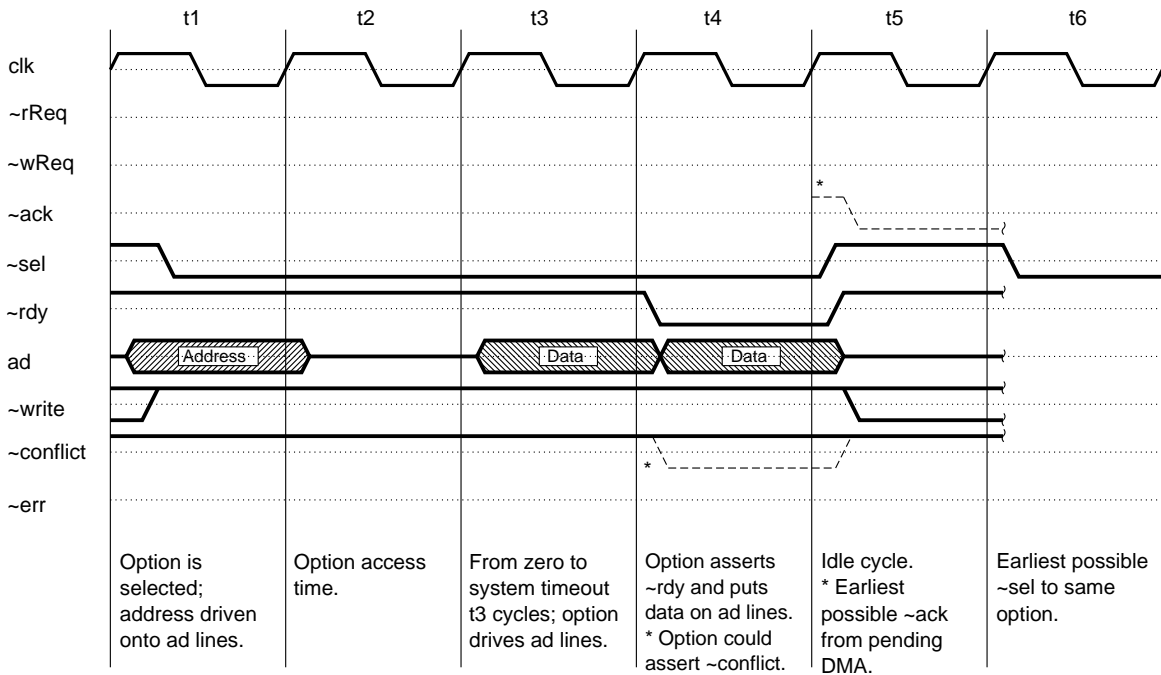 t1 t2 t3 t4 t5 t6
clk
~rReq
~wReq
*
~ack
~sel
~rdy
ad Address Data Data
~write
~conflict
*
~err
Option is
selected;
address driven
onto ad lines.
Option access
time.
From zero to
system timeout
t3 cycles; option
drives ad lines.
Option asserts
~rdy and puts
data on ad lines.
* Option could
assert ~conflict.
Idle cycle.
* Earliest
possible ~ack
from pending
DMA.
Earliest possible
~sel to same
option.